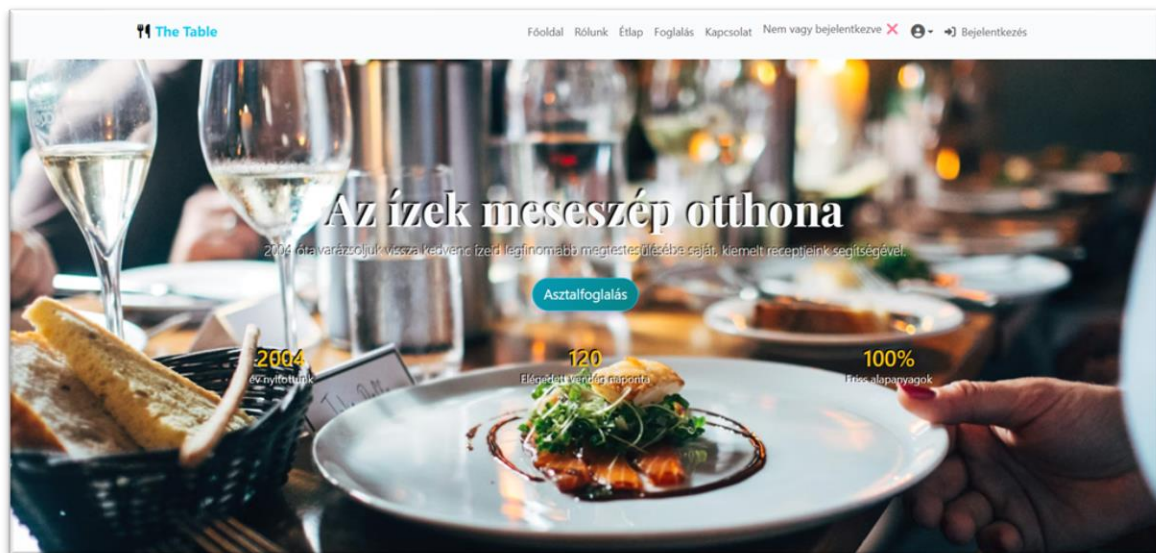 The Table
Főoldal Rólunk Étlap Foglalás Kapcsolat Nem vagy bejelentkezve ❌ Bejelentkezés
Az ízek meseszép otthona
2004 óta varázsoljuk vissza kedvenc ízeid legfinomabb megtestesülésébe saját, kiemelt receptjeink segítségével.
Asztalfoglalás
2004
év nyitottunk
120
Elégedett vendég naponta
100%
Friss alapanyagok